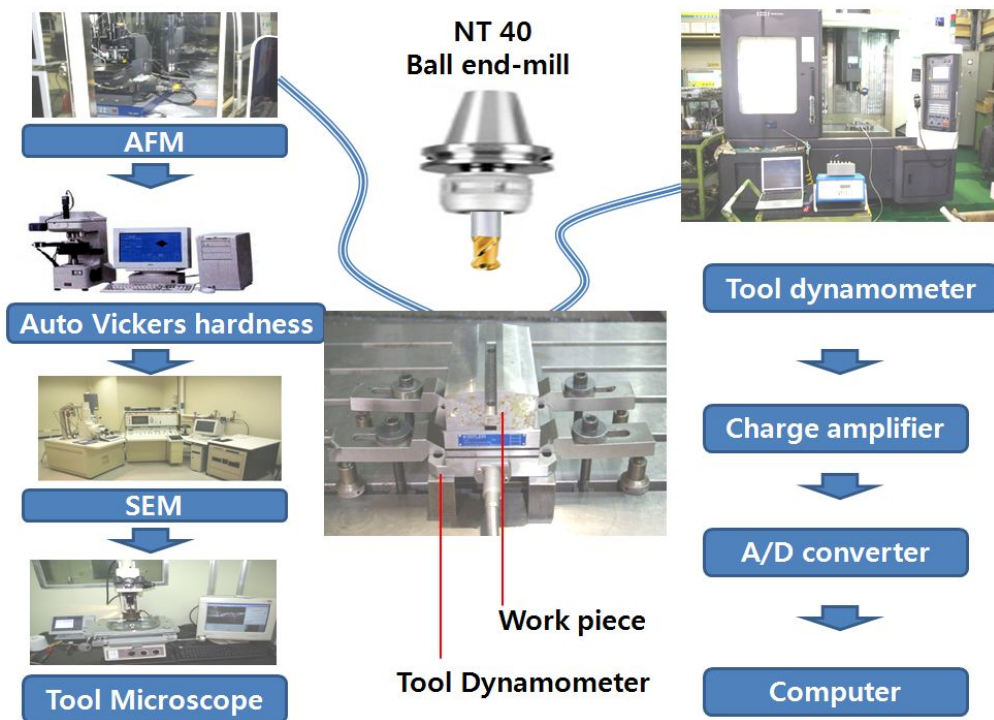 NT 40
Ball end-mill
AFM
Auto Vickers hardness
SEM
Tool Microscope
Work piece
Tool Dynamometer
Tool dynamometer
Charge amplifier
A/D converter
Computer